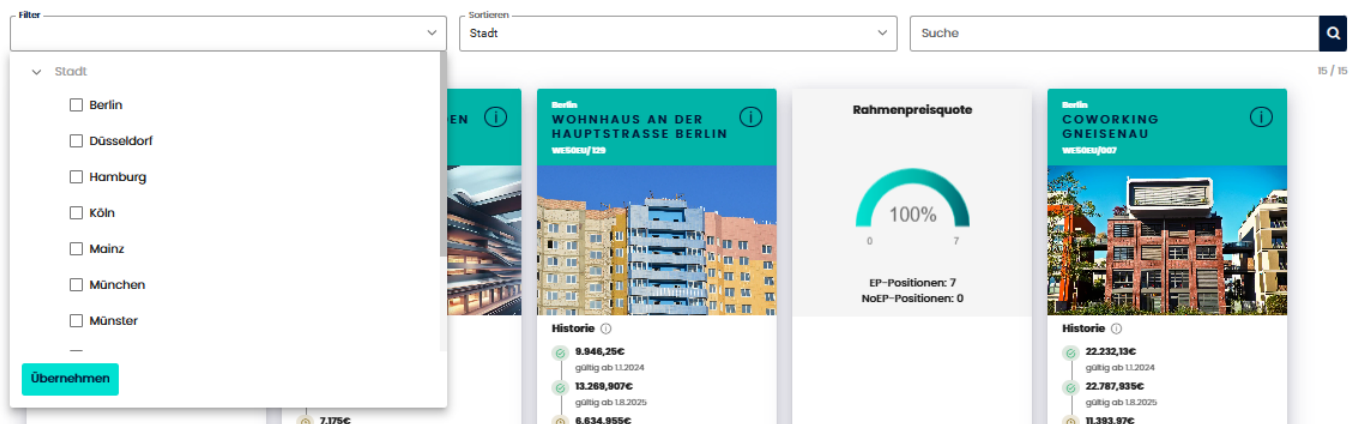 Filter
Sortieren
Stadt
Suche
15 / 15
Stadt
Berlin
Düsseldorf
Hamburg
Köln
Mainz
München
Münster
Übernehmen
EN
7.175€
Berlin
WOHNHAUS AN DER
HAUPTSTRASSE BERLIN
WE50EU/129
Historie
9.946,25€
gültig ab 1.1.2024
13.269,907€
gültig ab 1.8.2025
6.634,955€
Rahmenpreisquote
100%
0 7
EP-Positionen: 7
NoEP-Positionen: 0
Berlin
COWORKING
GNEISENAU
WE50EU/007
Historie
22.232,13€
gültig ab 1.1.2024
22.787,935€
gültig ab 1.8.2025
11.393,97€